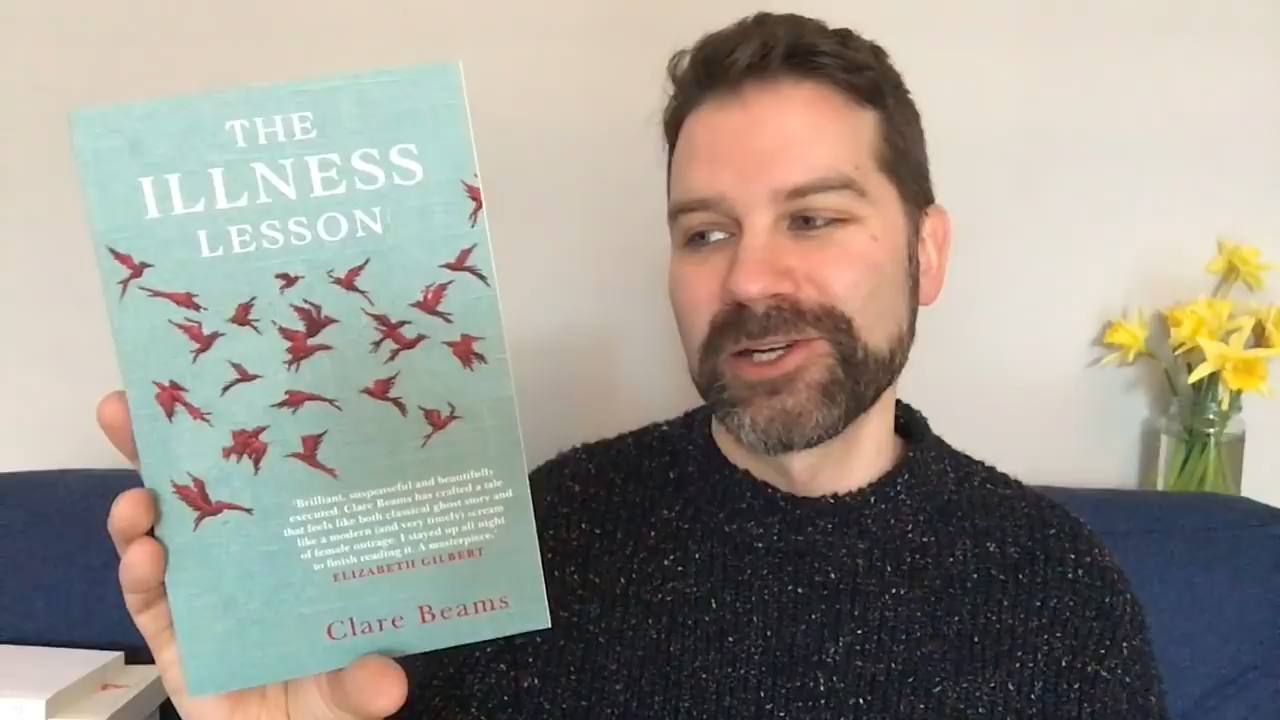 THE
ILLNESS
LESSON
'Brilliant, suspenseful and beautifully
executed. Clare Beams has crafted a tale
that feels like both classical ghost story and
like a modern (and very timely) scream
of female outrage. I stayed up all night
to finish reading it. A masterpiece.'
ELIZABETH GILBERT
Clare Beams